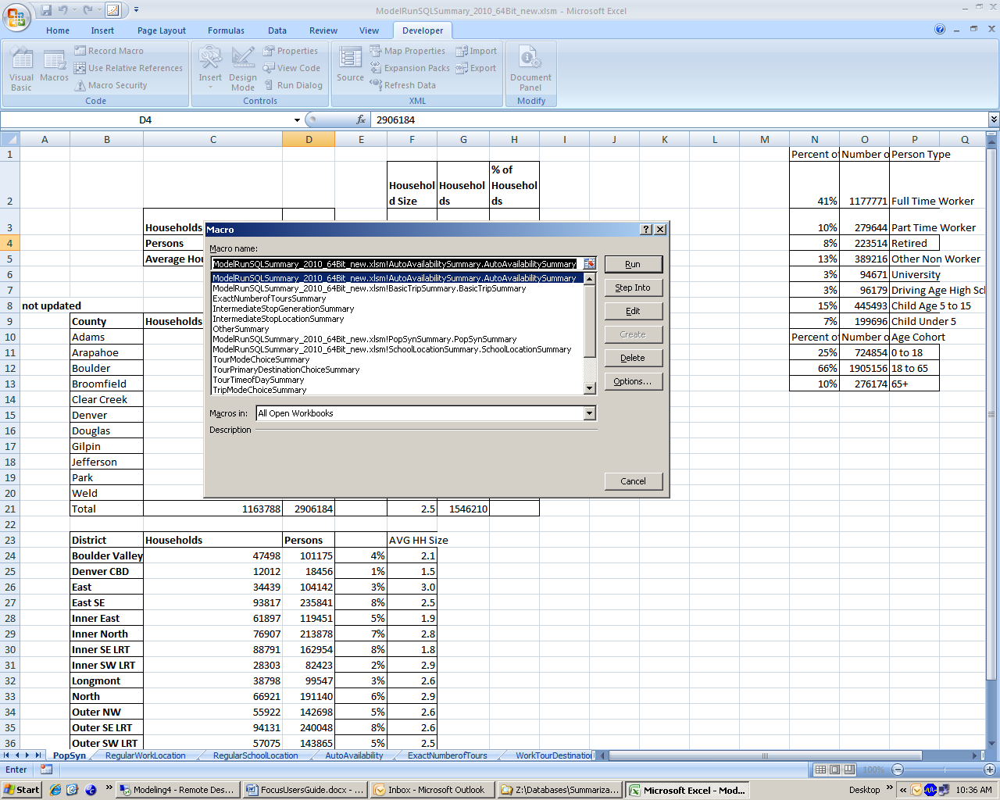 ModelRunSQLSummary_2010_64Bit_new.xlsm - Microsoft Excel
Home Insert Page Layout Formulas Data Review View Developer
Visual Basic
Macros
Record Macro
Use Relative References
Macro Security
Code
Insert
Design Mode
Properties
View Code
Run Dialog
Controls
Source
Map Properties
Expansion Packs
Refresh Data
Import
Export
XML
Document Panel
Modify
D4 fx 2906184
A B C D E F G H I J K L M N O P Q
1 Percent of Number o Person Type
2 Househol d Size Househol ds % of Househol ds 41% 1177771 Full Time Worker
3 Households 10% 279644 Part Time Worker
4 Persons 8% 223514 Retired
5 Average Hou 13% 389216 Other Non Worker
6 3% 94671 University
7 3% 96179 Driving Age High Sch
8 not updated 15% 445493 Child Age 5 to 15
9 County Households 7% 199696 Child Under 5
10 Adams Percent of Number o Age Cohort
11 Arapahoe 25% 724854 0 to 18
12 Boulder 66% 1905156 18 to 65
13 Broomfield 10% 276174 65+
14 Clear Creek
15 Denver
16 Douglas
17 Gilpin
18 Jefferson
19 Park
20 Weld
21 Total 1163788 2906184 2.5 1546210
22
23 District Households Persons AVG HH Size
24 Boulder Valley 47498 101175 4% 2.1
25 Denver CBD 12012 18456 1% 1.5
26 East 34439 104142 3% 3.0
27 East SE 93817 235841 8% 2.5
28 Inner East 61897 119451 5% 1.9
29 Inner North 76907 213878 7% 2.8
30 Inner SE LRT 88791 162954 8% 1.8
31 Inner SW LRT 28303 82423 2% 2.9
32 Longmont 38798 99547 3% 2.6
33 North 66921 191140 6% 2.9
34 Outer NW 55922 142698 5% 2.6
35 Outer SE LRT 94131 240048 8% 2.6
36 Outer SW LRT 57075 143865 5% 2.5
Macro
Macro name:
ModelRunSQLSummary_2010_64Bit_new.xlsm!AutoAvailabilitySummary.AutoAvailabilitySummary
ModelRunSQLSummary_2010_64Bit_new.xlsm!AutoAvailabilitySummary.AutoAvailabilitySummary
ModelRunSQLSummary_2010_64Bit_new.xlsm!BasicTripSummary.BasicTripSummary
ExactNumberofToursSummary
IntermediateStopGenerationSummary
IntermediateStopLocationSummary
OtherSummary
ModelRunSQLSummary_2010_64Bit_new.xlsm!PopSynSummary.PopSynSummary
ModelRunSQLSummary_2010_64Bit_new.xlsm!SchoolLocationSummary.SchoolLocationSummary
TourModeChoiceSummary
TourPrimaryDestinationChoiceSummary
TourTimeofDaySummary
TripModeChoiceSummary
Run
Step Into
Edit
Create
Delete
Options...
Macros in: All Open Workbooks
Description
Cancel
PopSyn RegularWorkLocation RegularSchoolLocation AutoAvailability ExactNumberofTours WorkTourDestination
Enter 100%
Start Modeling4 - Remote Des... FocusUsersGuide.docx - ... Inbox - Microsoft Outlook Z:\Databases\Summariza... Microsoft Excel - Mod... Desktop 10:36 AM